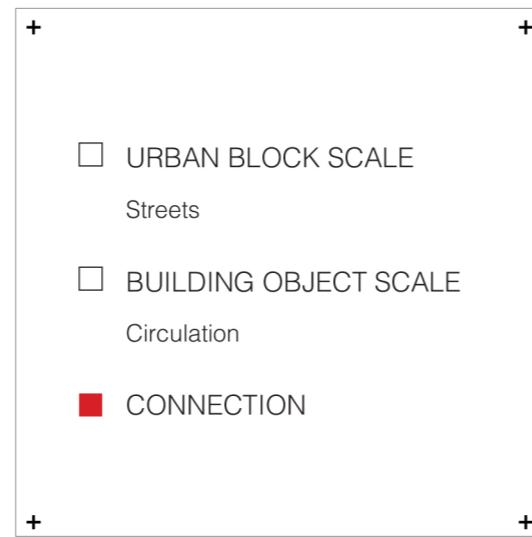 URBAN BLOCK SCALE
Streets
BUILDING OBJECT SCALE
Circulation
CONNECTION